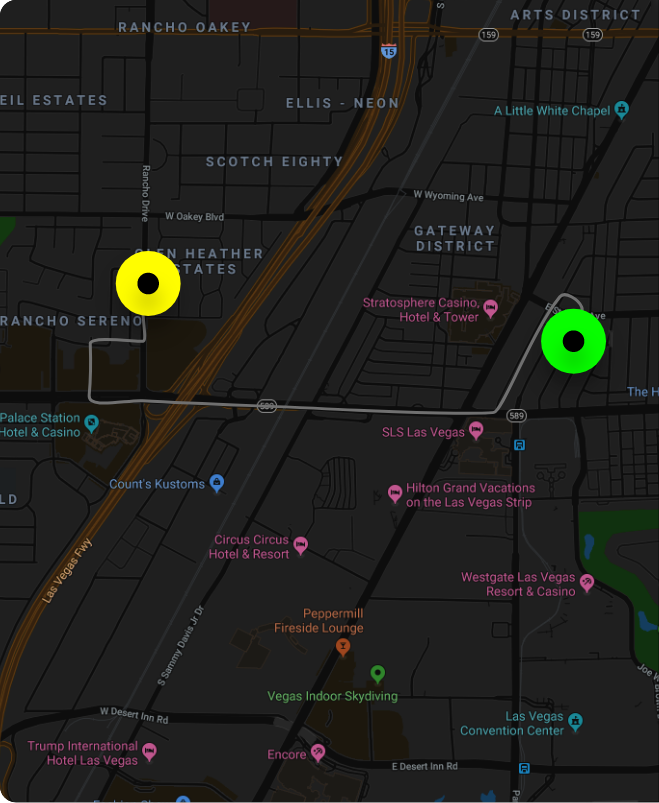 ARTS DISTRICT
RANCHO OAKEY
S
159
159
15
EIL ESTATES
ELLIS - NEON
A Little White Chapel
SCOTCH EIGHTY
Rancho Drive
W Wyoming Ave
W Oakey Blvd
GATEWAY
DISTRICT
GLEN HEATHER
STATES
Stratosphere Casino,
Hotel & Tower
Ave
RANCHO SERENO
The H
589
589
Palace Station
Hotel & Casino
SLS Las Vegas
Count's Kustoms
Hilton Grand Vacations
on the Las Vegas Strip
LD
Circus Circus
Hotel & Resort
Las Vegas Fwy
Westgate Las Vegas
Resort & Casino
Peppermill
Fireside Lounge
S Sammy Davis Jr Dr
Vegas Indoor Skydiving
Joe W
W Desert Inn Rd
Las Vegas
Convention Center
Trump International
Hotel Las Vegas
Encore
E Desert Inn Rd
Pa